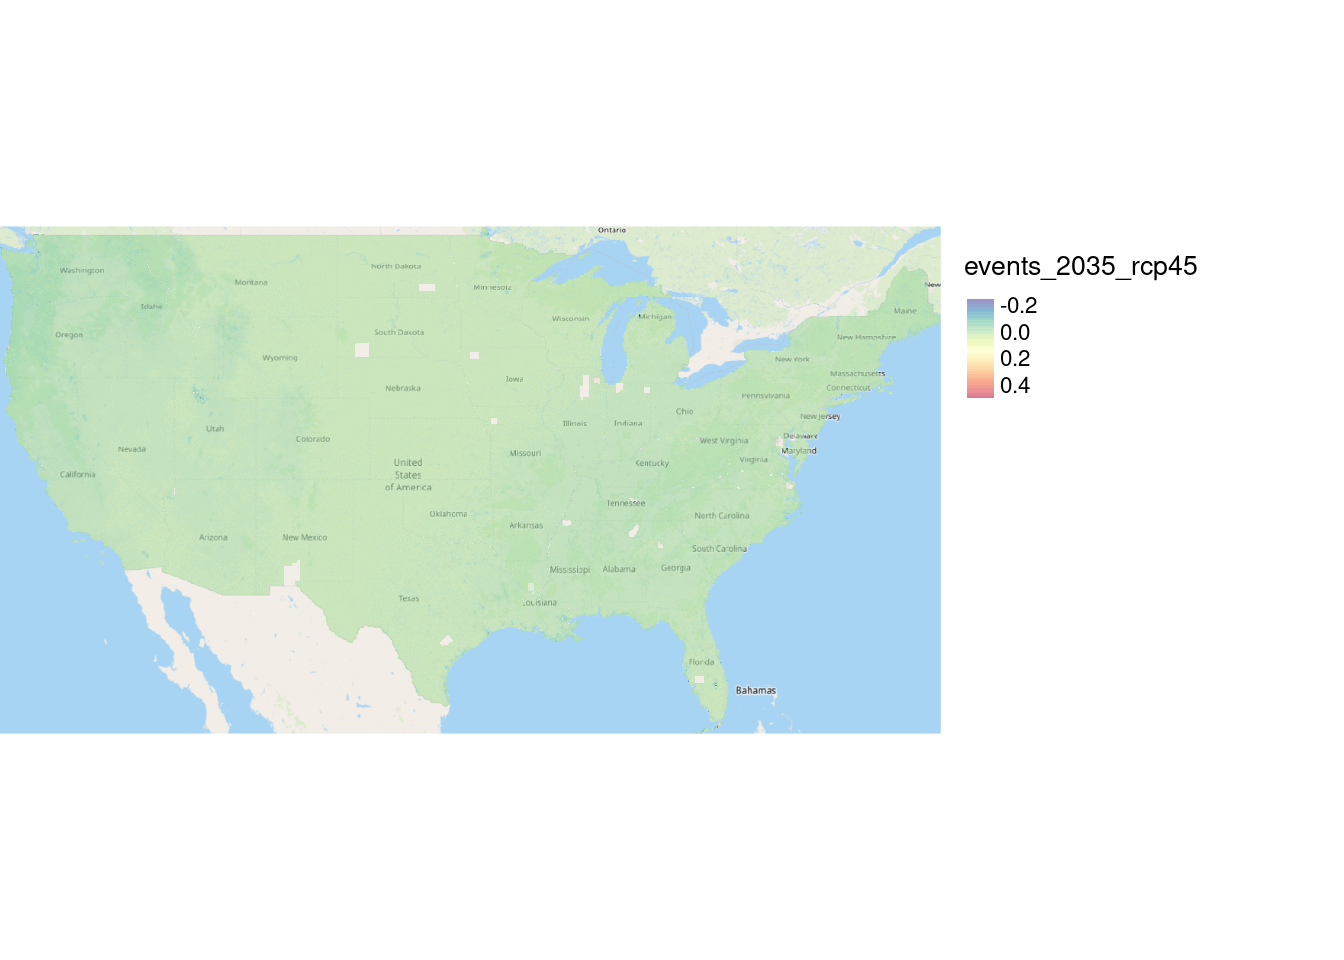 Ontario
events_2035_rcp45
Washington
North Dakota
Montana
Minnesota
New
-0.2
Idaho
Maine
Michigan
Wisconsin
0.0
Oregon
South Dakota
New Hampshire
Wyoming
New York
0.2
Massachusetts
Iowa
Nebraska
Connecticut
0.4
Pennsylvania
Ohio
New Jersey
Illinois
Indiana
Utah
Delaware
Colorado
West Virginia
Nevada
Maryland
Missouri
Virginia
United
States
of America
Kentucky
California
Tennessee
Oklahoma
North Carolina
Arkansas
Arizona
New Mexico
South Carolina
Mississippi
Alabama
Georgia
Texas
Louisiana
Florida
Bahamas